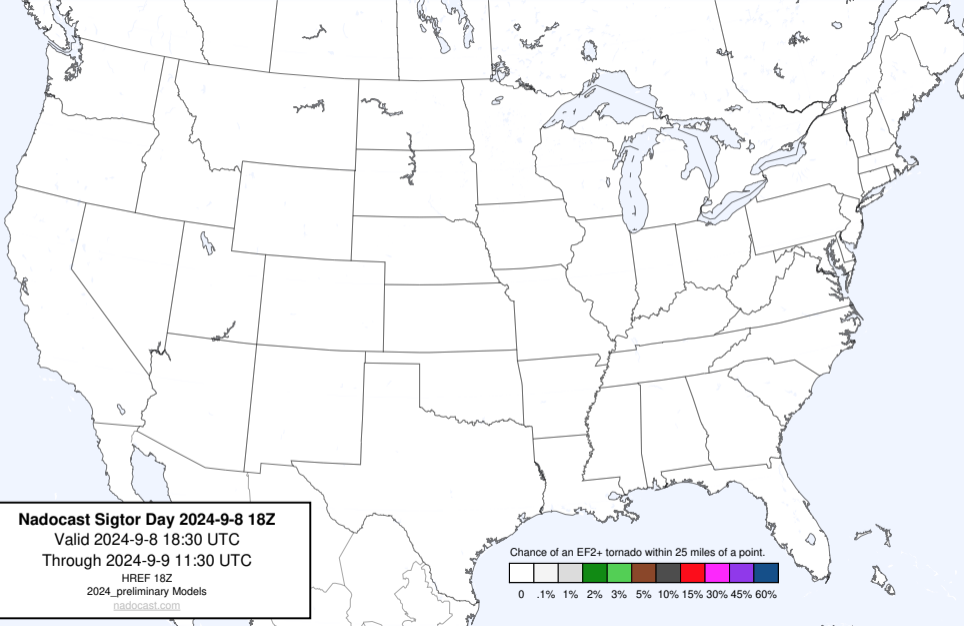 Nadocast Sigtor Day 2024-9-8 18Z
Valid 2024-9-8 18:30 UTC
Through 2024-9-9 11:30 UTC
HREF 18Z
2024_preliminary Models
nadocast.com
Chance of an EF2+ tornado within 25 miles of a point.
0 .1% 1% 2% 3% 5% 10% 15% 30% 45% 60%